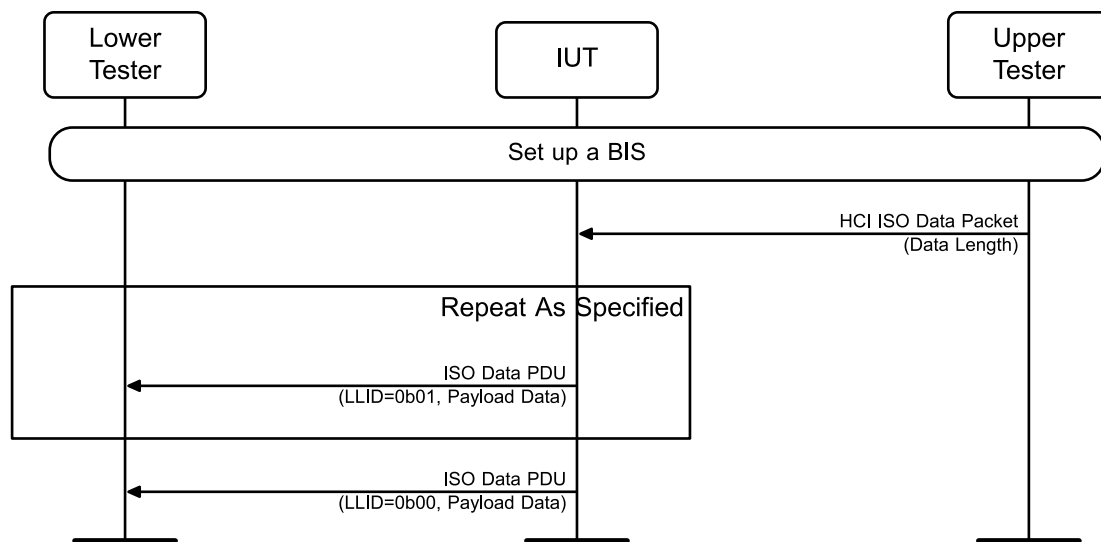 Lower
Tester
IUT
Upper
Tester
Set up a BIS
HCI ISO Data Packet
(Data Length)
Repeat As Specified
ISO Data PDU
(LLID=0b01, Payload Data)
ISO Data PDU
(LLID=0b00, Payload Data)